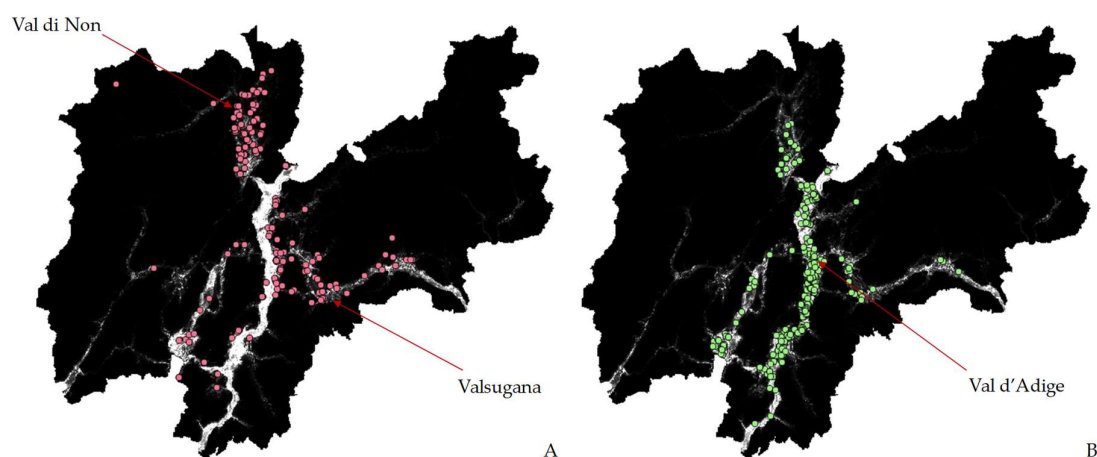 Val di Non
Valsugana
A
Val d’Adige
B